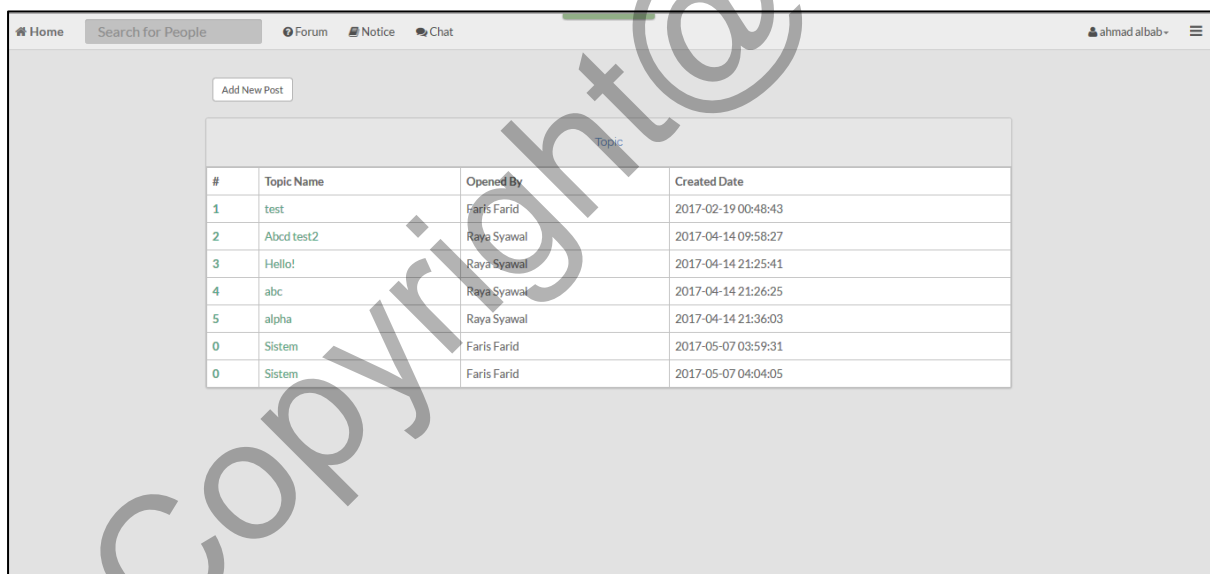 Home Search for People Forum Notice Chat ahmad albab
Add New Post
Topic
# Topic Name Opened By Created Date
1 test Faris Farid 2017-02-19 00:48:43
2 Abcd test2 Raya Syawal 2017-04-14 09:58:27
3 Hello! Raya Syawal 2017-04-14 21:25:41
4 abc Raya Syawal 2017-04-14 21:26:25
5 alpha Raya Syawal 2017-04-14 21:36:03
0 Sistem Faris Farid 2017-05-07 03:59:31
0 Sistem Faris Farid 2017-05-07 04:04:05
Copyright@